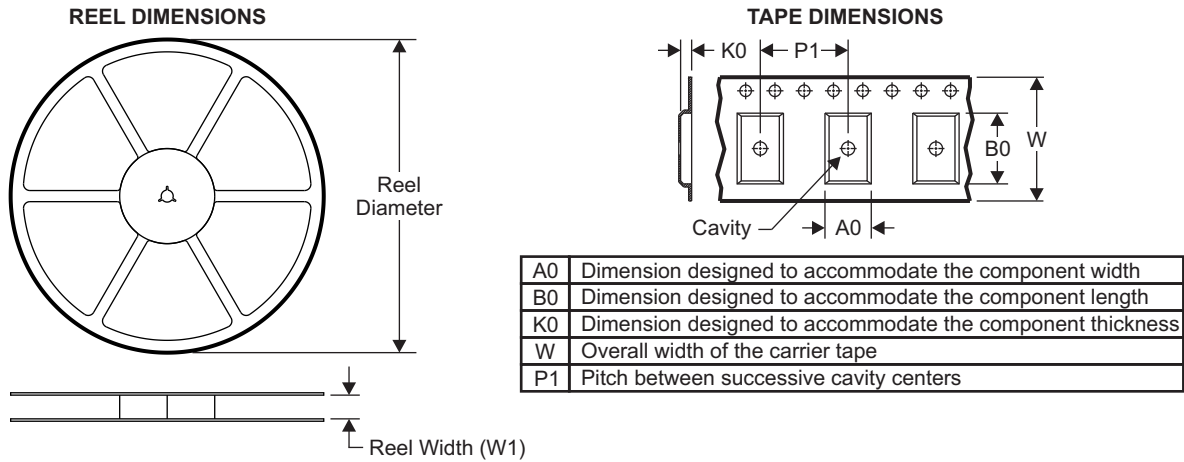 REEL DIMENSIONS
Reel
Diameter
Reel Width (W1)
TAPE DIMENSIONS
K0
P1
B0
W
Cavity
A0
A0 Dimension designed to accommodate the component width
B0 Dimension designed to accommodate the component length
K0 Dimension designed to accommodate the component thickness
W Overall width of the carrier tape
P1 Pitch between successive cavity centers